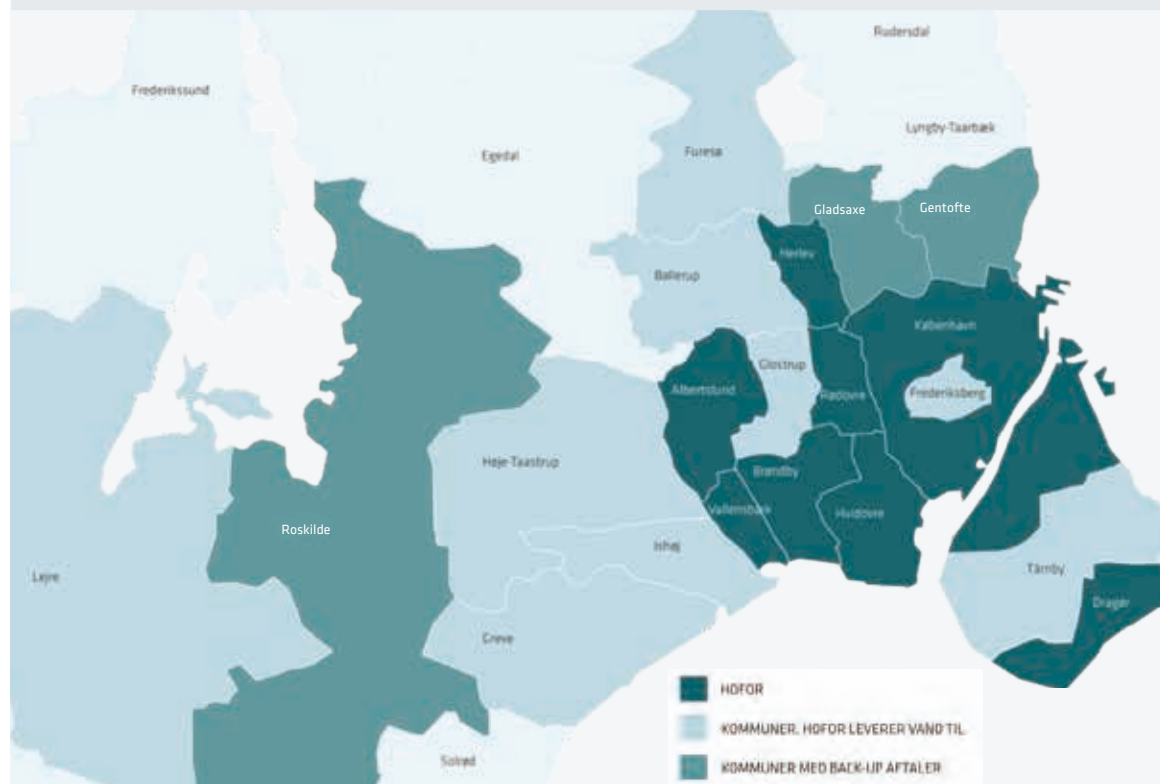 Rudersdal
Frederikssund
Lyngby-Taarbæk
Egedal
Furesø
Gladsaxe
Gentofte
Herlev
Ballerup
København
Glostrup
Albertslund
Rødovre
Frederiksberg
Høje-Taastrup
Brøndby
Vallensbæk
Hvidovre
Roskilde
Ishøj
Lejre
Tårnby
Dragør
Greve
Solrød
HOFOR
KOMMUNER, HOFOR LEVERER VAND TIL
KOMMUNER MED BACK-UP AFTALER